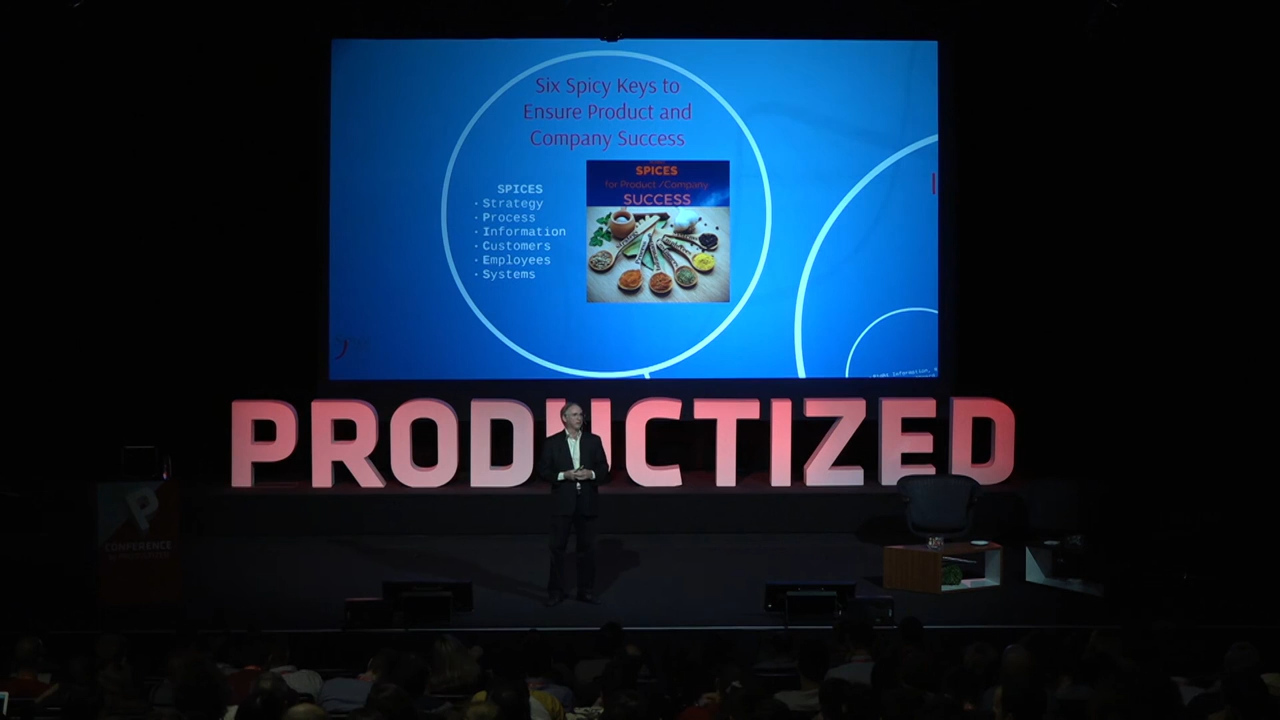 Six Spicy Keys to
Ensure Product and
Company Success
SPICES
· Strategy
· Process
· Information
· Customers
· Employees
· Systems
SPICES
for Product /Company
SUCCESS
PRODUCTIZED
P
CONFERENCE